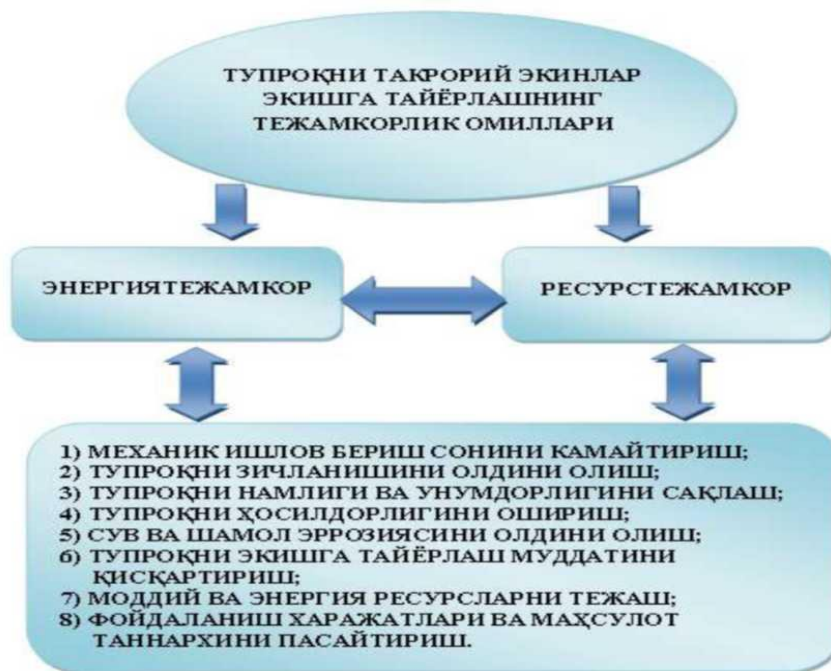 ТУПРОҚНИ ТАКРОРИЙ ЭКИНЛАР
ЭКИШГА ТАЙЁРЛАШНИНГ
ТЕЖАМКОРЛИК ОМИЛЛАРИ
ЭНЕРГИЯТЕЖАМКОР
РЕСУРСТЕЖАМКОР
1) МЕХАНИК ИШЛОВ БЕРИШ СОНИНИ КАМАЙТИРИШ;
2) ТУПРОҚНИ ЗИЧЛАНИШИНИ ОЛДИНИ ОЛИШ;
3) ТУПРОҚНИ НАМЛИГИ ВА УНУМДОРЛИГИНИ САҚЛАШ;
4) ТУПРОҚНИ ҲОСИЛДОРЛИГИНИ ОШИРИШ;
5) СУВ ВА ШАМОЛ ЭРРОЗИЯСИНИ ОЛДИНИ ОЛИШ;
6) ТУПРОҚНИ ЭКИШГА ТАЙЁРЛАШ МУДДАТИНИ
ҚИСҚАРТИРИШ;
7) МОДДИЙ ВА ЭНЕРГИЯ РЕСУРСЛАРНИ ТЕЖАШ;
8) ФОЙДАЛАНИШ ХАРАЖАТЛАРИ ВА МАҲСУЛОТ
ТАННАРХИНИ ПАСАЙТИРИШ.